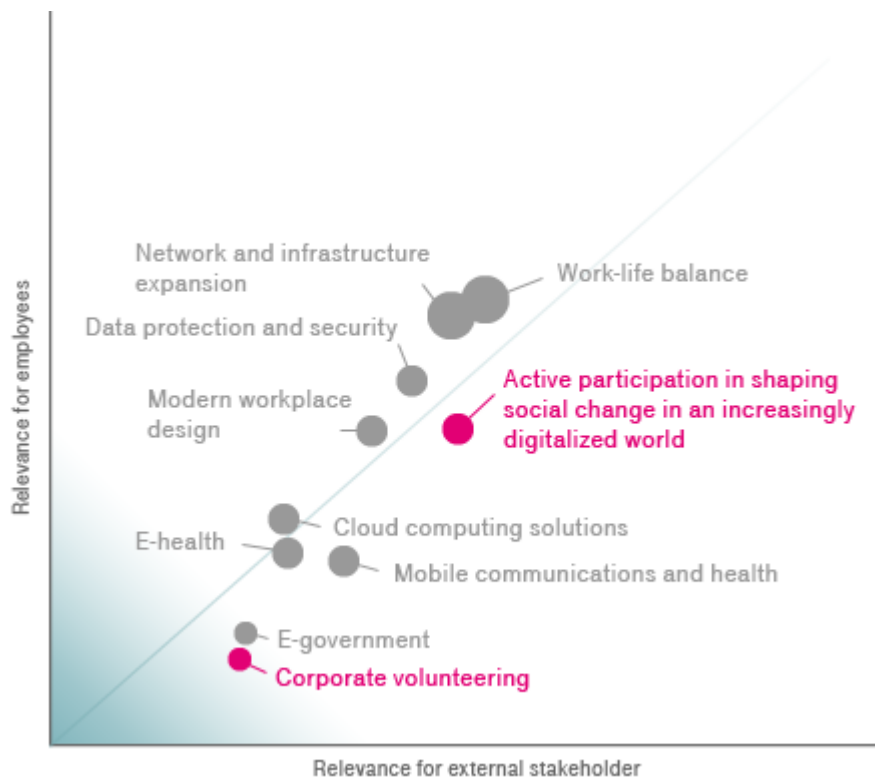 Network and infrastructure
expansion
Work-life balance
Data protection and security
Active participation in shaping
social change in an increasingly
digitalized world
Modern workplace
design
Cloud computing solutions
E-health
Mobile communications and health
E-government
Corporate volunteering
Relevance for employees
Relevance for external stakeholder